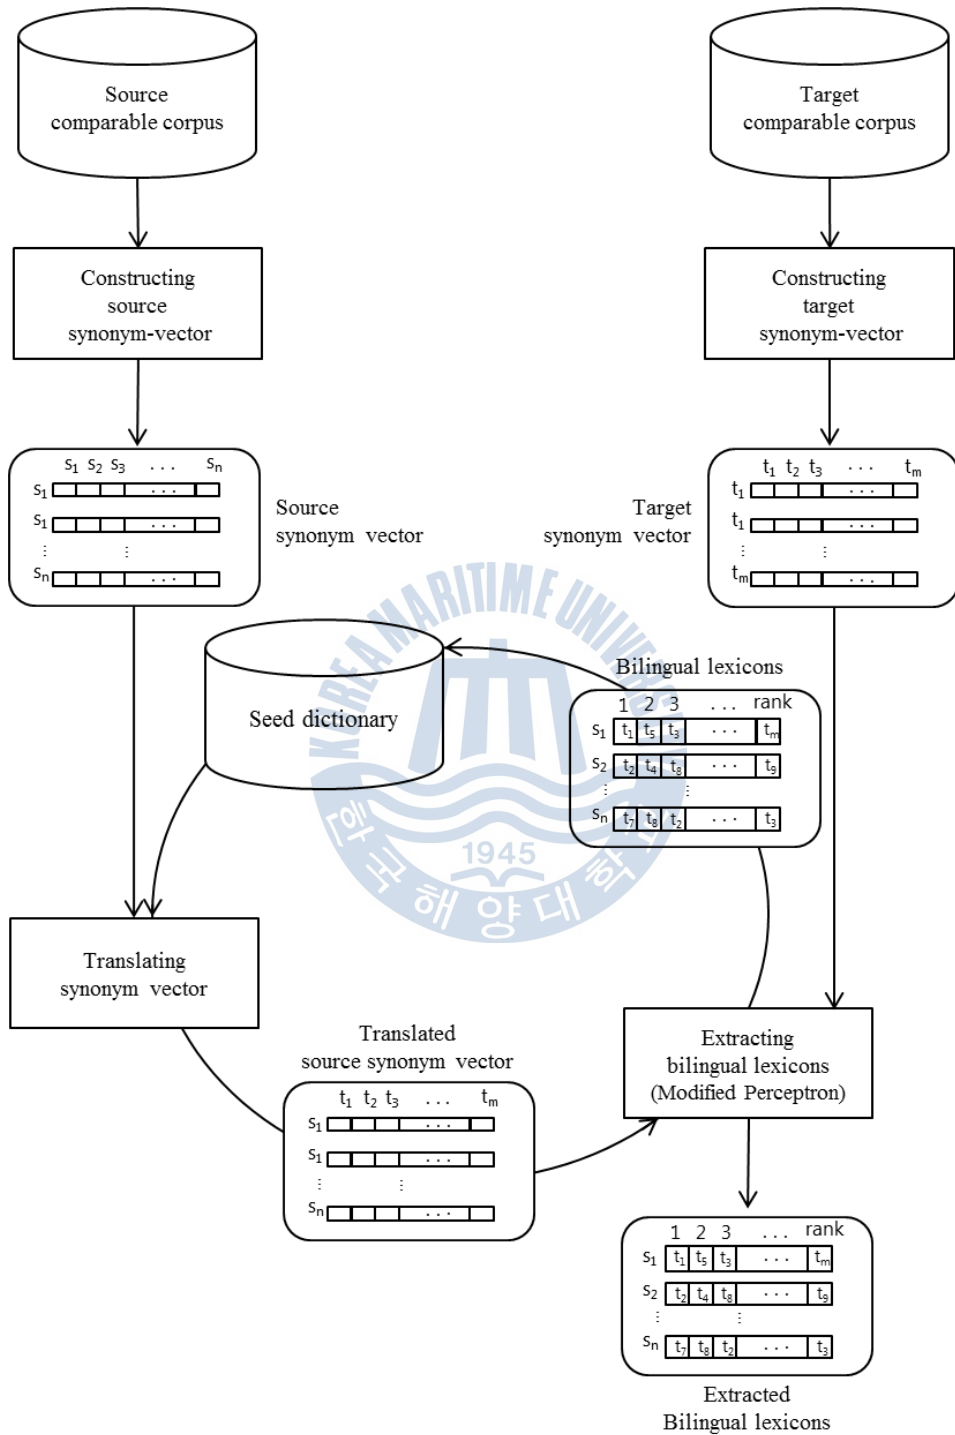 Source
comparable corpus
Target
comparable corpus
Constructing
source
synonym-vector
Constructing
target
synonym-vector
s1 s2 s3 ... sn
s1 ...
s1 ...
⋮ ⋮
sn ...
Source
synonym vector
t1 t2 t3 ... tm
t1 ...
t1 ...
⋮ ⋮
tm ...
Target
synonym vector
Seed dictionary
Bilingual lexicons
1 2 3 ... rank
s1 t1 t5 t3 ... tm
s2 t2 t4 t8 ... t9
⋮ ⋮
sn t7 t8 t2 ... t3
KOREA MARITIME UNIVERSITY
1945
한국해양대학교
Translating
synonym vector
Translated
source synonym vector
t1 t2 t3 ... tm
s1 ...
s1 ...
⋮ ⋮
sn ...
Extracting
bilingual lexicons
(Modified Perceptron)
1 2 3 ... rank
s1 t1 t5 t3 ... tm
s2 t2 t4 t8 ... t9
⋮ ⋮
sn t7 t8 t2 ... t3
Extracted
Bilingual lexicons